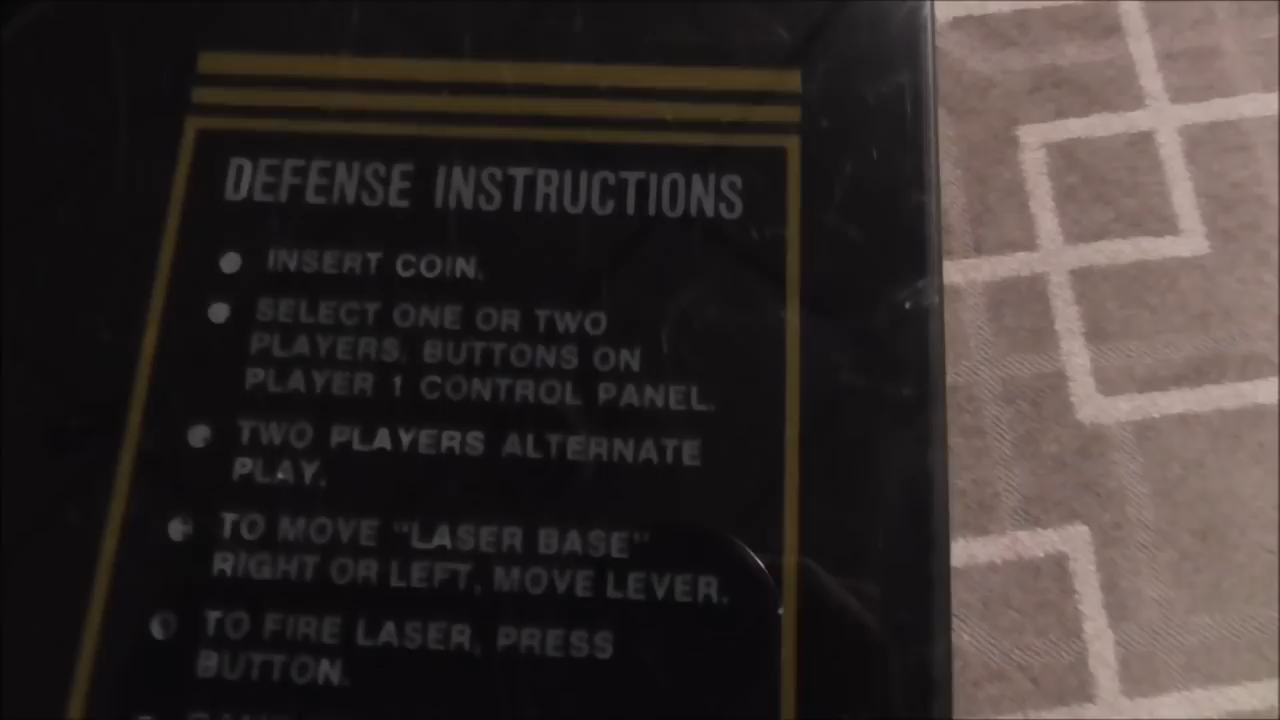 DEFENSE INSTRUCTIONS
INSERT COIN.
SELECT ONE OR TWO
PLAYERS. BUTTONS ON
PLAYER 1 CONTROL PANEL.
TWO PLAYERS ALTERNATE
PLAY.
TO MOVE "LASER BASE"
RIGHT OR LEFT, MOVE LEVER.
TO FIRE LASER, PRESS
BUTTON.